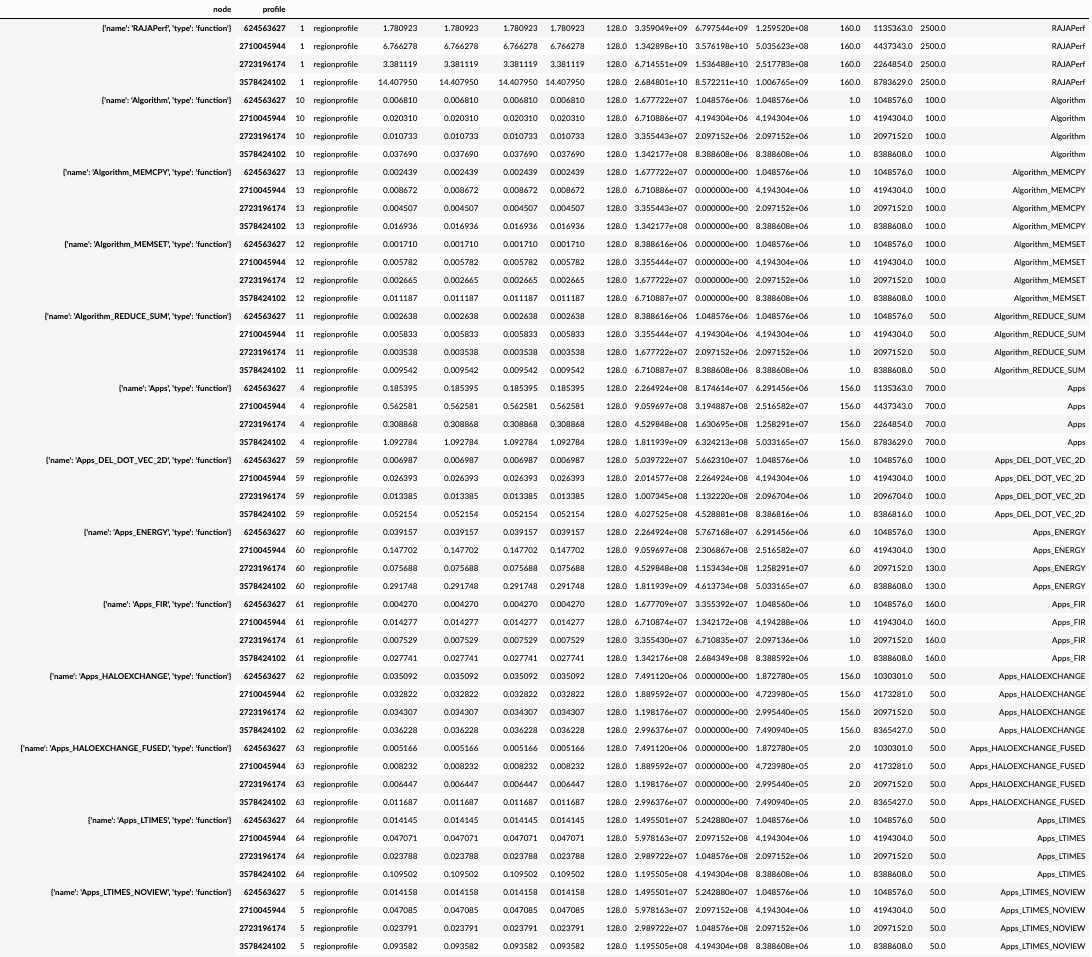 node profile
{'name': 'RAJAPerf', 'type': 'function'} 624563627 1 regionprofile 1.780923 1.780923 1.780923 1.780923 128.0 3.359049e+09 6.797544e+09 1.259520e+08 160.0 1135363.0 2500.0 RAJAPerf
2710045944 1 regionprofile 6.766278 6.766278 6.766278 6.766278 128.0 1.342898e+10 3.576198e+10 5.035623e+08 160.0 4437343.0 2500.0 RAJAPerf
2723196174 1 regionprofile 3.381119 3.381119 3.381119 3.381119 128.0 6.714551e+09 1.536488e+10 2.517783e+08 160.0 2264854.0 2500.0 RAJAPerf
3578424102 1 regionprofile 14.407950 14.407950 14.407950 14.407950 128.0 2.684801e+10 8.572211e+10 1.006765e+09 160.0 8783629.0 2500.0 RAJAPerf
{'name': 'Algorithm', 'type': 'function'} 624563627 10 regionprofile 0.006810 0.006810 0.006810 0.006810 128.0 1.677722e+07 1.048576e+06 1.048576e+06 1.0 1048576.0 100.0 Algorithm
2710045944 10 regionprofile 0.020310 0.020310 0.020310 0.020310 128.0 6.710886e+07 4.194304e+06 4.194304e+06 1.0 4194304.0 100.0 Algorithm
2723196174 10 regionprofile 0.010733 0.010733 0.010733 0.010733 128.0 3.355443e+07 2.097152e+06 2.097152e+06 1.0 2097152.0 100.0 Algorithm
3578424102 10 regionprofile 0.037690 0.037690 0.037690 0.037690 128.0 1.342177e+08 8.388608e+06 8.388608e+06 1.0 8388608.0 100.0 Algorithm
{'name': 'Algorithm_MEMCPY', 'type': 'function'} 624563627 13 regionprofile 0.002439 0.002439 0.002439 0.002439 128.0 1.677722e+07 0.000000e+00 1.048576e+06 1.0 1048576.0 100.0 Algorithm_MEMCPY
2710045944 13 regionprofile 0.008672 0.008672 0.008672 0.008672 128.0 6.710886e+07 0.000000e+00 4.194304e+06 1.0 4194304.0 100.0 Algorithm_MEMCPY
2723196174 13 regionprofile 0.004507 0.004507 0.004507 0.004507 128.0 3.355443e+07 0.000000e+00 2.097152e+06 1.0 2097152.0 100.0 Algorithm_MEMCPY
3578424102 13 regionprofile 0.016936 0.016936 0.016936 0.016936 128.0 1.342177e+08 0.000000e+00 8.388608e+06 1.0 8388608.0 100.0 Algorithm_MEMCPY
{'name': 'Algorithm_MEMSET', 'type': 'function'} 624563627 12 regionprofile 0.001710 0.001710 0.001710 0.001710 128.0 8.388616e+06 0.000000e+00 1.048576e+06 1.0 1048576.0 100.0 Algorithm_MEMSET
2710045944 12 regionprofile 0.005782 0.005782 0.005782 0.005782 128.0 3.355444e+07 0.000000e+00 4.194304e+06 1.0 4194304.0 100.0 Algorithm_MEMSET
2723196174 12 regionprofile 0.002665 0.002665 0.002665 0.002665 128.0 1.677722e+07 0.000000e+00 2.097152e+06 1.0 2097152.0 100.0 Algorithm_MEMSET
3578424102 12 regionprofile 0.011187 0.011187 0.011187 0.011187 128.0 6.710887e+07 0.000000e+00 8.388608e+06 1.0 8388608.0 100.0 Algorithm_MEMSET
{'name': 'Algorithm_REDUCE_SUM', 'type': 'function'} 624563627 11 regionprofile 0.002638 0.002638 0.002638 0.002638 128.0 8.388616e+06 1.048576e+06 1.048576e+06 1.0 1048576.0 50.0 Algorithm_REDUCE_SUM
2710045944 11 regionprofile 0.005833 0.005833 0.005833 0.005833 128.0 3.355444e+07 4.194304e+06 4.194304e+06 1.0 4194304.0 50.0 Algorithm_REDUCE_SUM
2723196174 11 regionprofile 0.003538 0.003538 0.003538 0.003538 128.0 1.677722e+07 2.097152e+06 2.097152e+06 1.0 2097152.0 50.0 Algorithm_REDUCE_SUM
3578424102 11 regionprofile 0.009542 0.009542 0.009542 0.009542 128.0 6.710887e+07 8.388608e+06 8.388608e+06 1.0 8388608.0 50.0 Algorithm_REDUCE_SUM
{'name': 'Apps', 'type': 'function'} 624563627 4 regionprofile 0.185395 0.185395 0.185395 0.185395 128.0 2.264924e+08 8.174614e+07 6.291456e+06 156.0 1135363.0 700.0 Apps
2710045944 4 regionprofile 0.562581 0.562581 0.562581 0.562581 128.0 9.059697e+08 3.194887e+08 2.516582e+07 156.0 4437343.0 700.0 Apps
2723196174 4 regionprofile 0.308868 0.308868 0.308868 0.308868 128.0 4.529848e+08 1.630695e+08 1.258291e+07 156.0 2264854.0 700.0 Apps
3578424102 4 regionprofile 1.092784 1.092784 1.092784 1.092784 128.0 1.811939e+09 6.324213e+08 5.033165e+07 156.0 8783629.0 700.0 Apps
{'name': 'Apps_DEL_DOT_VEC_2D', 'type': 'function'} 624563627 59 regionprofile 0.006987 0.006987 0.006987 0.006987 128.0 5.039722e+07 5.662310e+07 1.048576e+06 1.0 1048576.0 100.0 Apps_DEL_DOT_VEC_2D
2710045944 59 regionprofile 0.026393 0.026393 0.026393 0.026393 128.0 2.014577e+08 2.264924e+08 4.194304e+06 1.0 4194304.0 100.0 Apps_DEL_DOT_VEC_2D
2723196174 59 regionprofile 0.013385 0.013385 0.013385 0.013385 128.0 1.007345e+08 1.132220e+08 2.096704e+06 1.0 2096704.0 100.0 Apps_DEL_DOT_VEC_2D
3578424102 59 regionprofile 0.052154 0.052154 0.052154 0.052154 128.0 4.027525e+08 4.528881e+08 8.386816e+06 1.0 8386816.0 100.0 Apps_DEL_DOT_VEC_2D
{'name': 'Apps_ENERGY', 'type': 'function'} 624563627 60 regionprofile 0.039157 0.039157 0.039157 0.039157 128.0 2.264924e+08 5.767168e+07 6.291456e+06 6.0 1048576.0 130.0 Apps_ENERGY
2710045944 60 regionprofile 0.147702 0.147702 0.147702 0.147702 128.0 9.059697e+08 2.306867e+08 2.516582e+07 6.0 4194304.0 130.0 Apps_ENERGY
2723196174 60 regionprofile 0.075688 0.075688 0.075688 0.075688 128.0 4.529848e+08 1.153434e+08 1.258291e+07 6.0 2097152.0 130.0 Apps_ENERGY
3578424102 60 regionprofile 0.291748 0.291748 0.291748 0.291748 128.0 1.811939e+09 4.613734e+08 5.033165e+07 6.0 8388608.0 130.0 Apps_ENERGY
{'name': 'Apps_FIR', 'type': 'function'} 624563627 61 regionprofile 0.004270 0.004270 0.004270 0.004270 128.0 1.677709e+07 3.355392e+07 1.048560e+06 1.0 1048576.0 160.0 Apps_FIR
2710045944 61 regionprofile 0.014277 0.014277 0.014277 0.014277 128.0 6.710874e+07 1.342172e+08 4.194288e+06 1.0 4194304.0 160.0 Apps_FIR
2723196174 61 regionprofile 0.007529 0.007529 0.007529 0.007529 128.0 3.355430e+07 6.710835e+07 2.097136e+06 1.0 2097152.0 160.0 Apps_FIR
3578424102 61 regionprofile 0.027741 0.027741 0.027741 0.027741 128.0 1.342176e+08 2.684349e+08 8.388592e+06 1.0 8388608.0 160.0 Apps_FIR
{'name': 'Apps_HALOEXCHANGE', 'type': 'function'} 624563627 62 regionprofile 0.035092 0.035092 0.035092 0.035092 128.0 7.491120e+06 0.000000e+00 1.872780e+05 156.0 1030301.0 50.0 Apps_HALOEXCHANGE
2710045944 62 regionprofile 0.032822 0.032822 0.032822 0.032822 128.0 1.889592e+07 0.000000e+00 4.723980e+05 156.0 4173281.0 50.0 Apps_HALOEXCHANGE
2723196174 62 regionprofile 0.034307 0.034307 0.034307 0.034307 128.0 1.198176e+07 0.000000e+00 2.995440e+05 156.0 2097152.0 50.0 Apps_HALOEXCHANGE
3578424102 62 regionprofile 0.036228 0.036228 0.036228 0.036228 128.0 2.996376e+07 0.000000e+00 7.490940e+05 156.0 8365427.0 50.0 Apps_HALOEXCHANGE
{'name': 'Apps_HALOEXCHANGE_FUSED', 'type': 'function'} 624563627 63 regionprofile 0.005166 0.005166 0.005166 0.005166 128.0 7.491120e+06 0.000000e+00 1.872780e+05 2.0 1030301.0 50.0 Apps_HALOEXCHANGE_FUSED
2710045944 63 regionprofile 0.008232 0.008232 0.008232 0.008232 128.0 1.889592e+07 0.000000e+00 4.723980e+05 2.0 4173281.0 50.0 Apps_HALOEXCHANGE_FUSED
2723196174 63 regionprofile 0.006447 0.006447 0.006447 0.006447 128.0 1.198176e+07 0.000000e+00 2.995440e+05 2.0 2097152.0 50.0 Apps_HALOEXCHANGE_FUSED
3578424102 63 regionprofile 0.011687 0.011687 0.011687 0.011687 128.0 2.996376e+07 0.000000e+00 7.490940e+05 2.0 8365427.0 50.0 Apps_HALOEXCHANGE_FUSED
{'name': 'Apps_LTIMES', 'type': 'function'} 624563627 64 regionprofile 0.014145 0.014145 0.014145 0.014145 128.0 1.495501e+07 5.242880e+07 1.048576e+06 1.0 1048576.0 50.0 Apps_LTIMES
2710045944 64 regionprofile 0.047071 0.047071 0.047071 0.047071 128.0 5.978163e+07 2.097152e+08 4.194304e+06 1.0 4194304.0 50.0 Apps_LTIMES
2723196174 64 regionprofile 0.023788 0.023788 0.023788 0.023788 128.0 2.989722e+07 1.048576e+08 2.097152e+06 1.0 2097152.0 50.0 Apps_LTIMES
3578424102 64 regionprofile 0.109502 0.109502 0.109502 0.109502 128.0 1.195505e+08 4.194304e+08 8.388608e+06 1.0 8388608.0 50.0 Apps_LTIMES
{'name': 'Apps_LTIMES_NOVIEW', 'type': 'function'} 624563627 5 regionprofile 0.014158 0.014158 0.014158 0.014158 128.0 1.495501e+07 5.242880e+07 1.048576e+06 1.0 1048576.0 50.0 Apps_LTIMES_NOVIEW
2710045944 5 regionprofile 0.047085 0.047085 0.047085 0.047085 128.0 5.978163e+07 2.097152e+08 4.194304e+06 1.0 4194304.0 50.0 Apps_LTIMES_NOVIEW
2723196174 5 regionprofile 0.023791 0.023791 0.023791 0.023791 128.0 2.989722e+07 1.048576e+08 2.097152e+06 1.0 2097152.0 50.0 Apps_LTIMES_NOVIEW
3578424102 5 regionprofile 0.093582 0.093582 0.093582 0.093582 128.0 1.195505e+08 4.194304e+08 8.388608e+06 1.0 8388608.0 50.0 Apps_LTIMES_NOVIEW